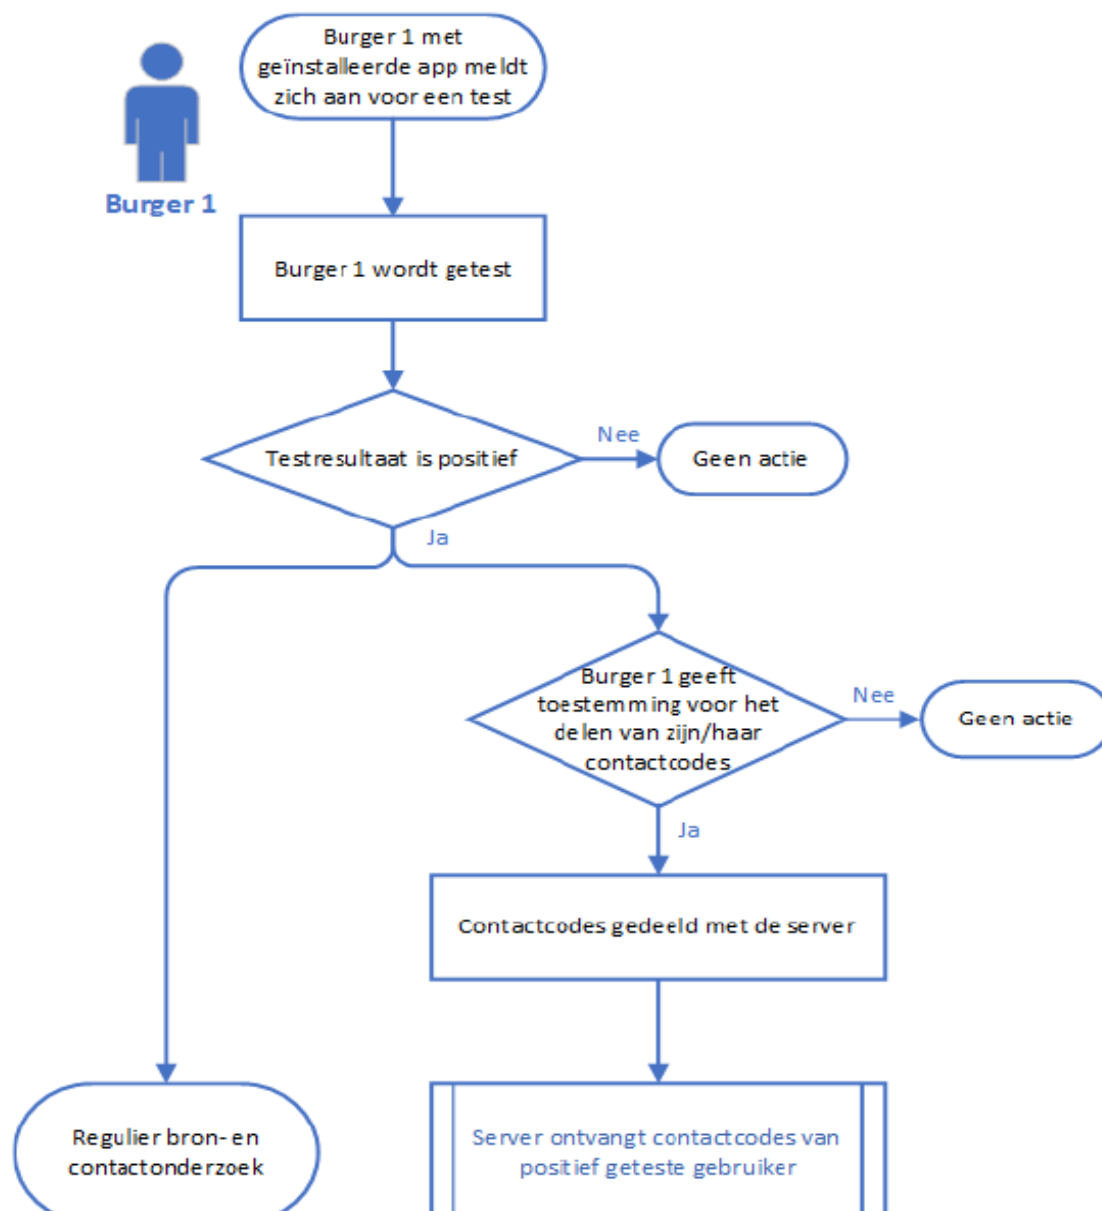 Burger 1 met
geïnstalleerde app meldt
zich aan voor een test
Burger 1
Burger 1 wordt getest
Testresultaat is positief
Nee
Geen actie
Ja
Burger 1 geeft
toestemming voor het
delen van zijn/haar
contactcodes
Nee
Geen actie
Ja
Contactcodes gedeeld met de server
Regulier bron- en
contactonderzoek
Server ontvangt contactcodes van
positief geteste gebruiker